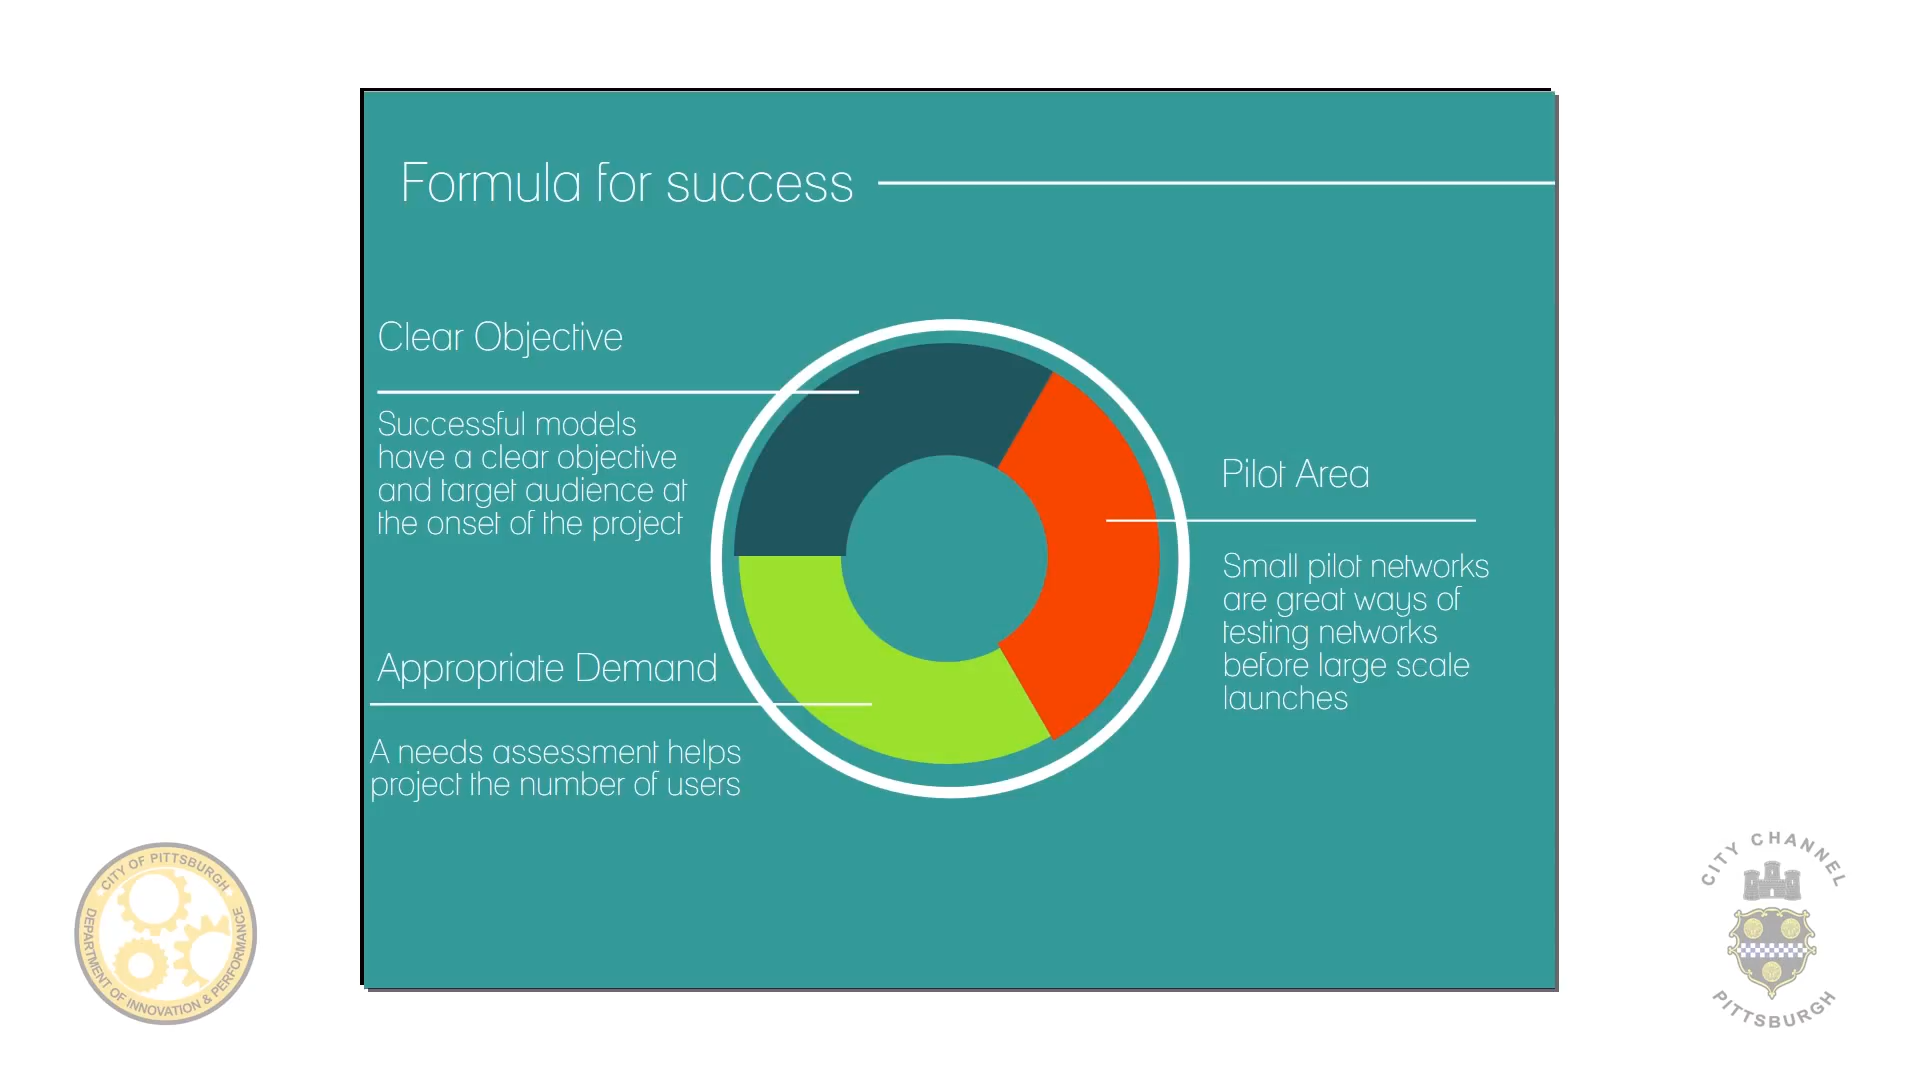 Formula for success
Clear Objective
Successful models
have a clear objective
and target audience at
the onset of the project
Pilot Area
Small pilot networks
are great ways of
testing networks
before large scale
launches
Appropriate Demand
A needs assessment helps
project the number of users
CITY OF PITTSBURGH
DEPARTMENT OF INNOVATION & PERFORMANCE
CITY CHANNEL
PITTSBURGH